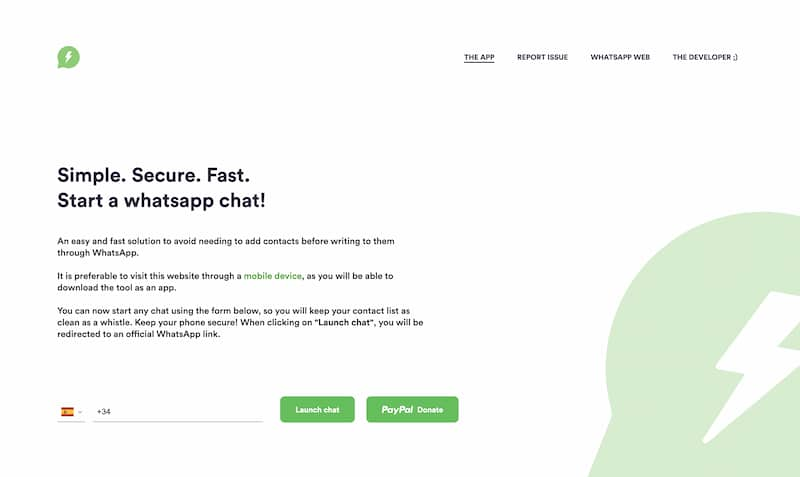 THE APP REPORT ISSUE WHATSAPP WEB THE DEVELOPER ;)
Simple. Secure. Fast.
Start a whatsapp chat!
An easy and fast solution to avoid needing to add contacts before writing to them
through WhatsApp.
It is preferable to visit this website through a mobile device, as you will be able to
download the tool as an app.
You can now start any chat using the form below, so you will keep your contact list as
clean as a whistle. Keep your phone secure! When clicking on "Launch chat", you will be
redirected to an official WhatsApp link.
+34 Launch chat PayPal Donate